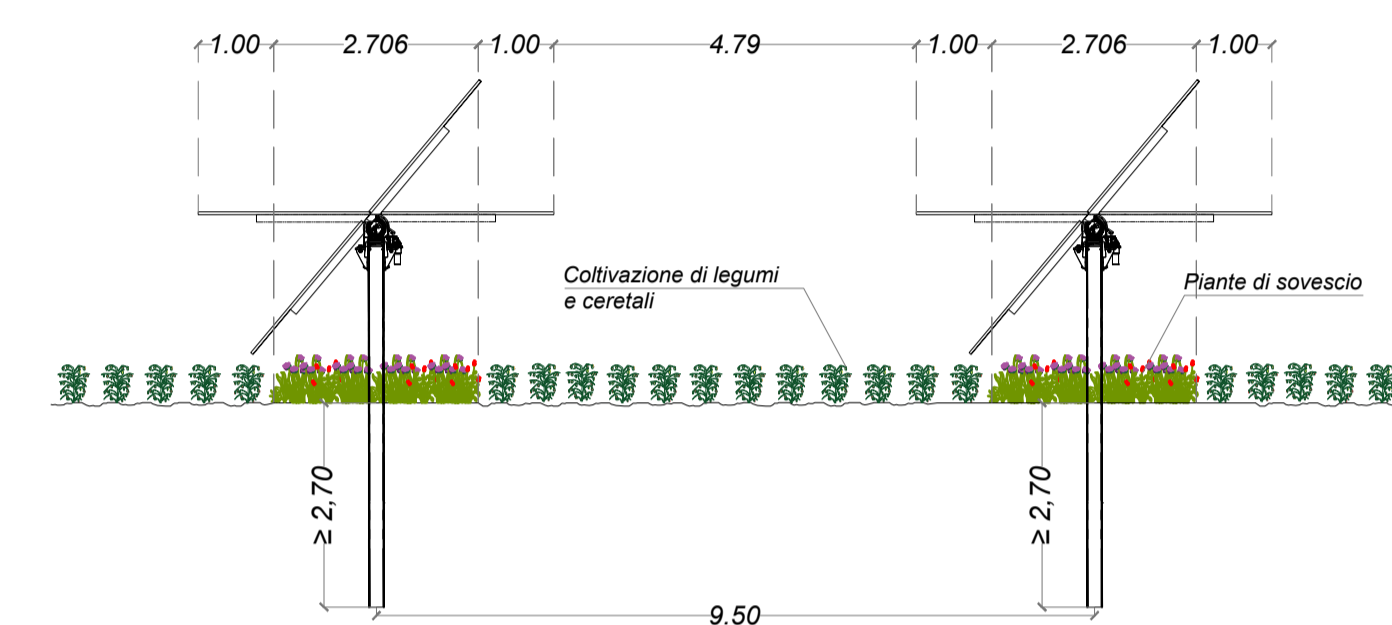 1.00 2.706 1.00 4.79 1.00 2.706 1.00
Coltivazione di legumi
e ceretali
Piante di sovescio
≥ 2,70
≥ 2,70
9.50